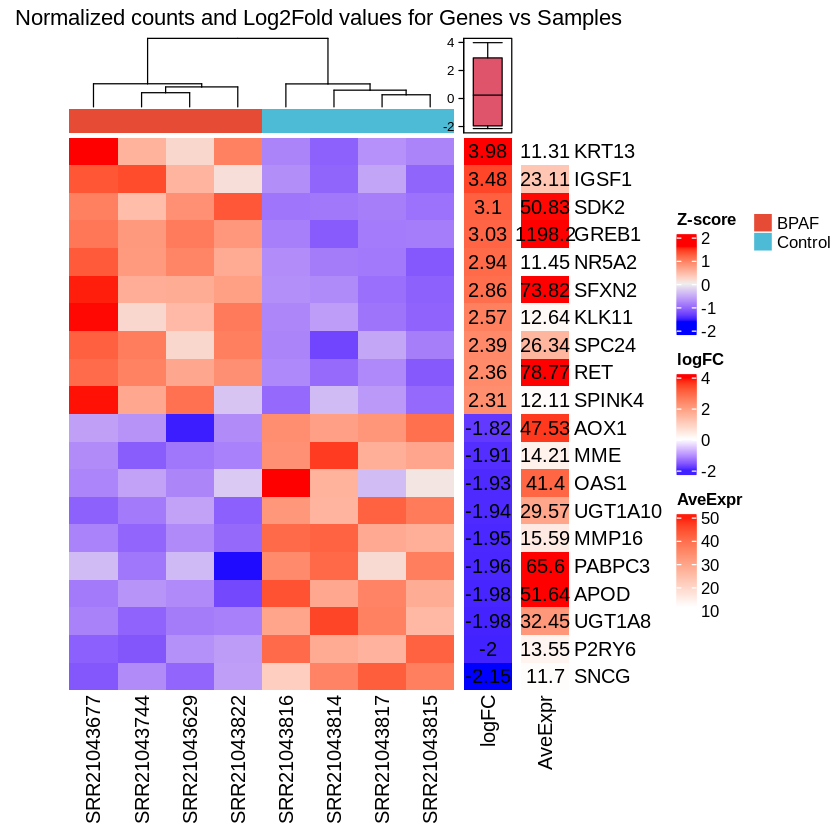 Normalized counts and Log2Fold values for Genes vs Samples
4
2
0
-2
3.98 11.31 KRT13
3.48 23.11 IGSF1
3.1 50.83 SDK2
3.03 1198.2 GREB1
2.94 11.45 NR5A2
2.86 73.82 SFXN2
2.57 12.64 KLK11
2.39 26.34 SPC24
2.36 78.77 RET
2.31 12.11 SPINK4
-1.82 47.53 AOX1
-1.91 14.21 MME
-1.93 41.4 OAS1
-1.94 29.57 UGT1A10
-1.95 15.59 MMP16
-1.96 65.6 PABPC3
-1.98 51.64 APOD
-1.98 32.45 UGT1A8
-2 13.55 P2RY6
-2.15 11.7 SNCG
SRR21043677
SRR21043744
SRR21043629
SRR21043822
SRR21043816
SRR21043814
SRR21043817
SRR21043815
logFC
AveExpr
Z-score
2
1
0
-1
-2
logFC
4
2
0
-2
AveExpr
50
40
30
20
10
BPAF
Control